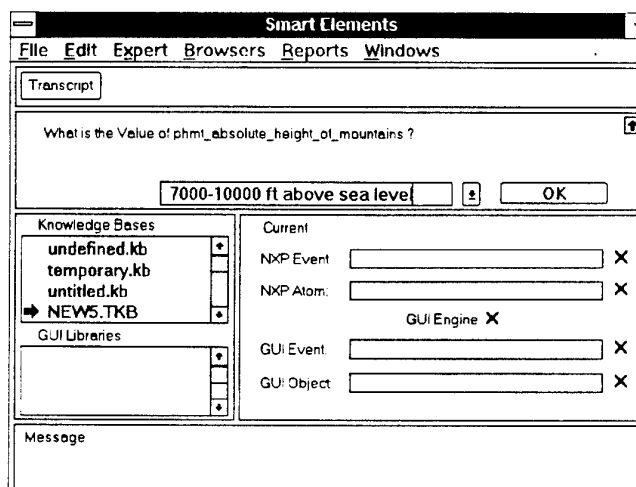 Smart Elements
File Edit Expert Browsers Reports Windows
Transcript
What is the Value of phmt_absolute_height_of_mountains ?
7000-10000 ft above sea level
OK
Knowledge Bases
undefined.kb
temporary.kb
untitled.kb
NEW5.TKB
GUI Libraries
Current
NXP Event
NXP Atom:
GUI Engine
GUI Event:
GUI Object
Message